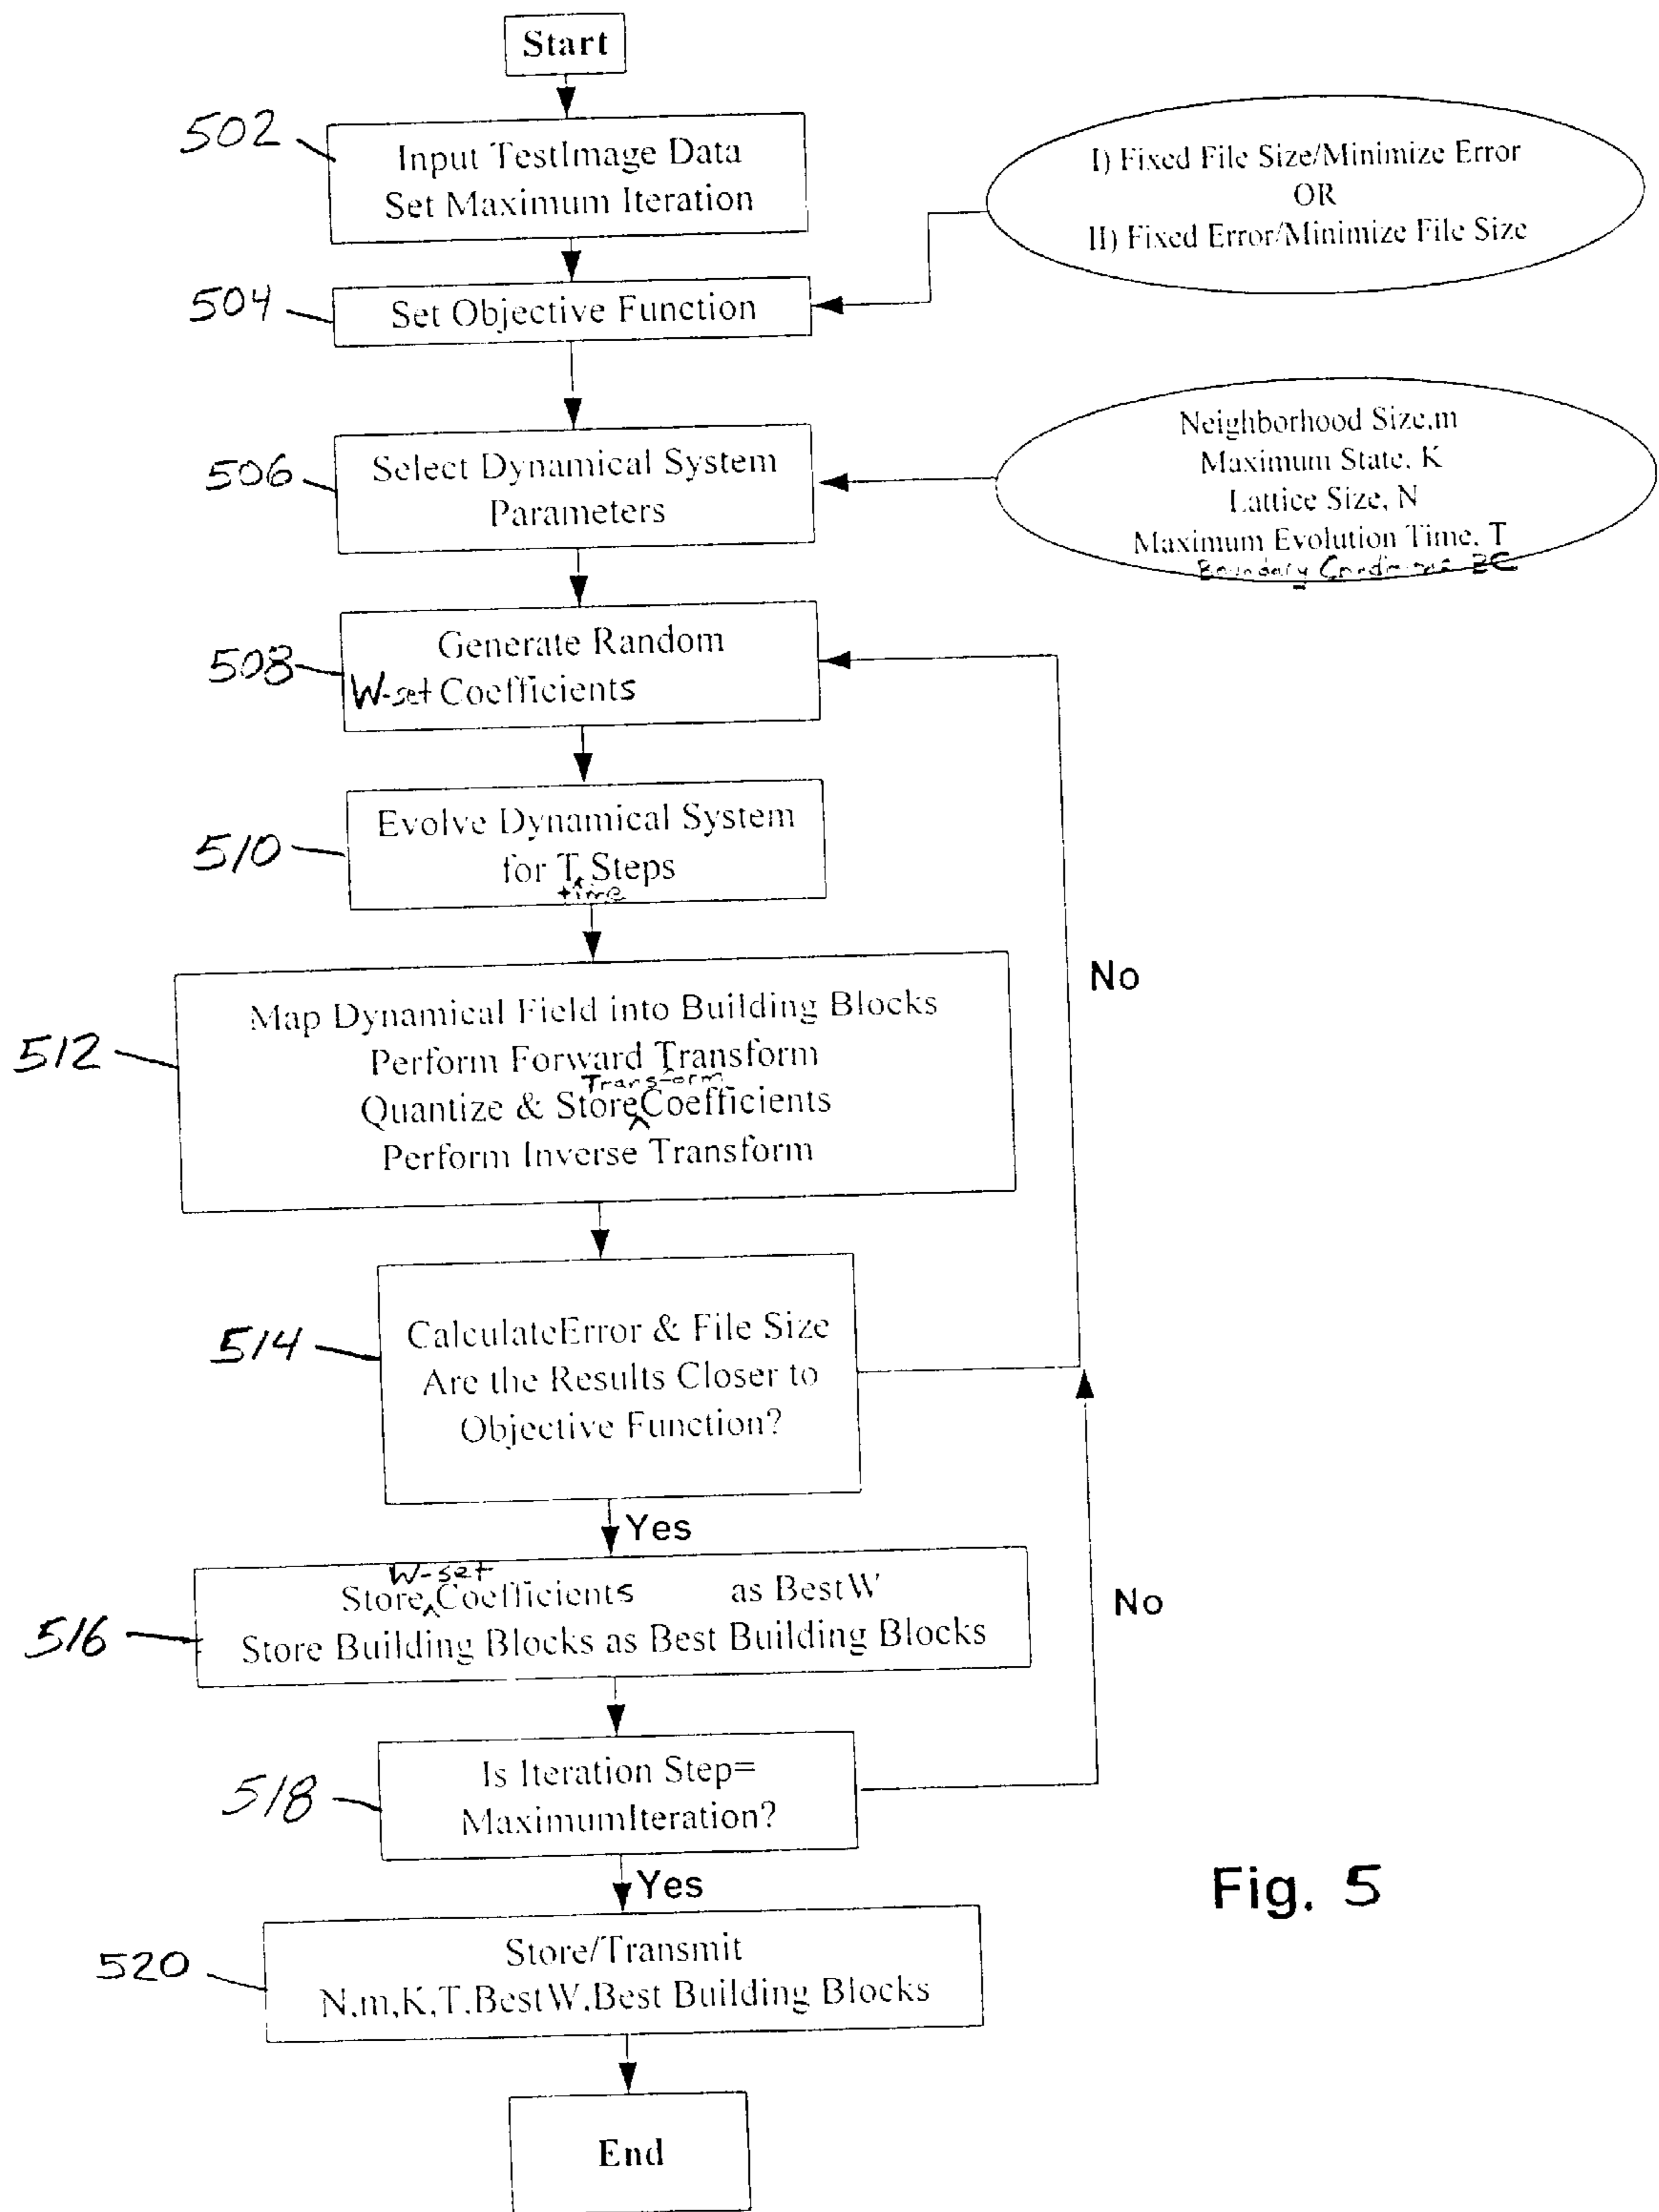 Start
502
Input TestImage Data
Set Maximum Iteration
I) Fixed File Size/Minimize Error
OR
II) Fixed Error/Minimize File Size
504
Set Objective Function
506
Select Dynamical System
Parameters
Neighborhood Size,m
Maximum State, K
Lattice Size, N
Maximum Evolution Time, T
Boundary Conditions BC
508
Generate Random
W-set Coefficients
510
Evolve Dynamical System
for T Steps
time
No
512
Map Dynamical Field into Building Blocks
Perform Forward Transform
Transform
Quantize & Store Coefficients
Perform Inverse Transform
514
CalculateError & File Size
Are the Results Closer to
Objective Function?
Yes
516
W-set
Store Coefficients as BestW
Store Building Blocks as Best Building Blocks
No
518
Is Iteration Step=
MaximumIteration?
Yes
Fig. 5
520
Store/Transmit
N,m,K,T,BestW,Best Building Blocks
End